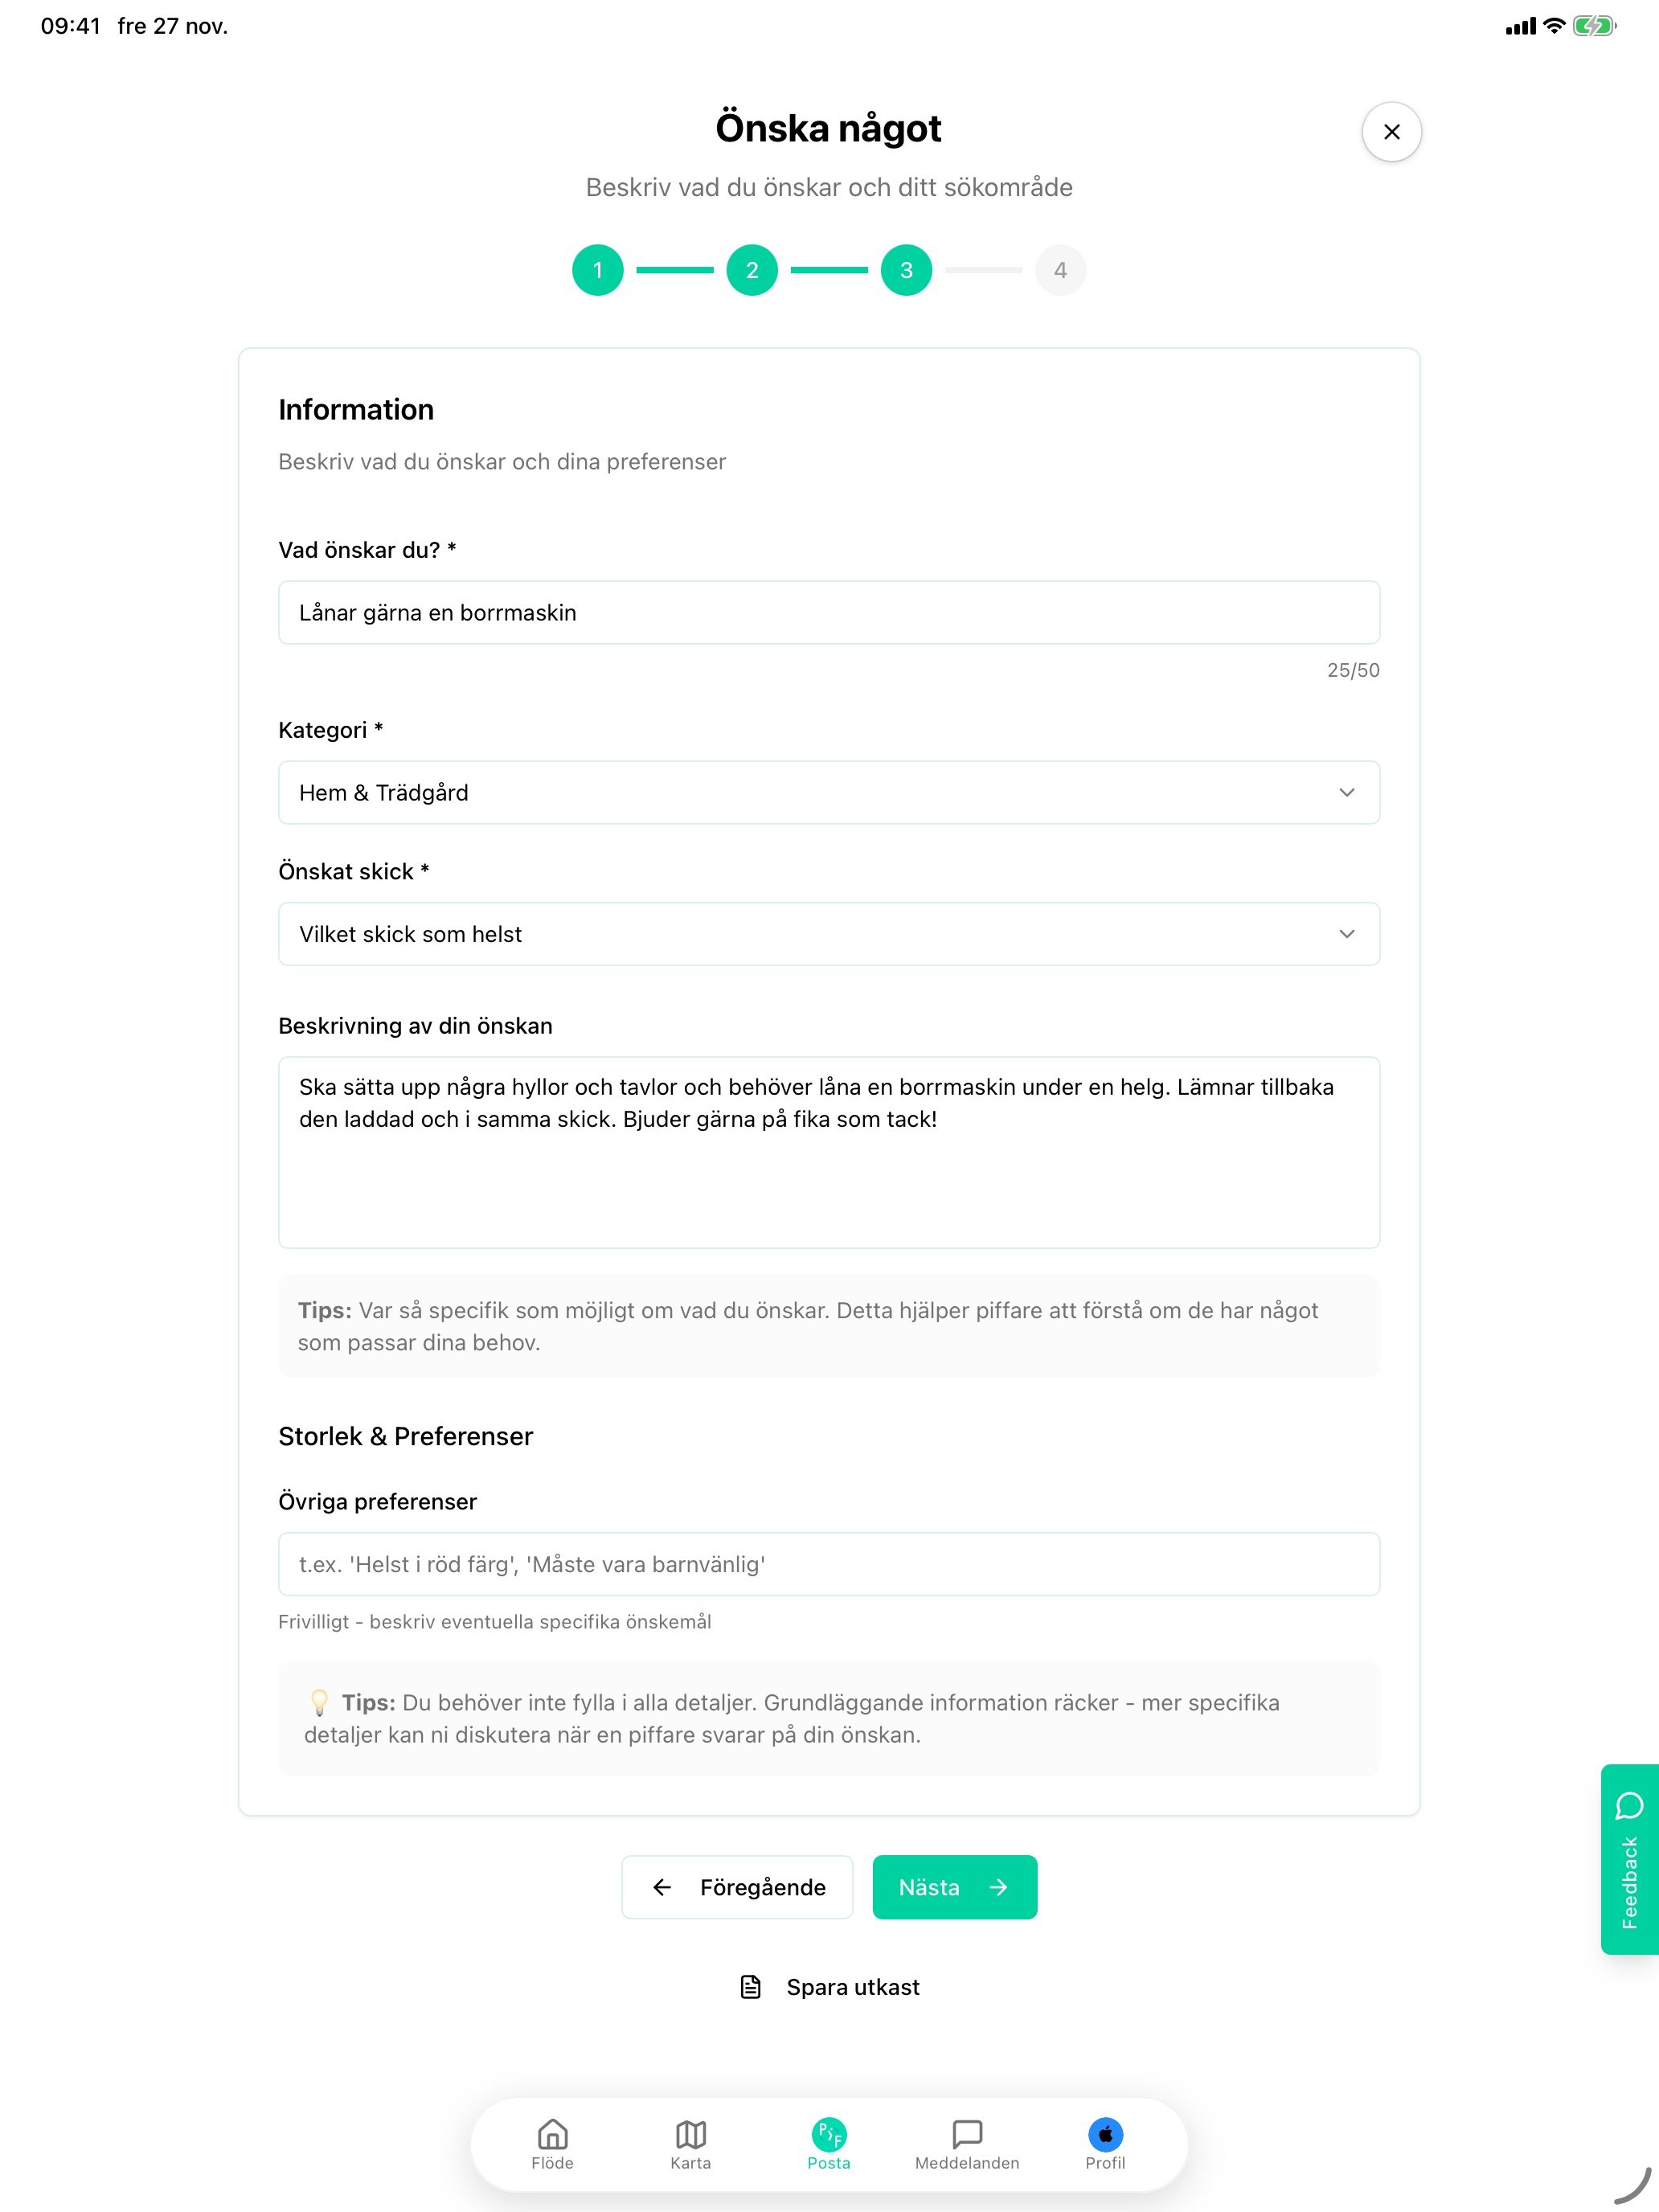 09:41 fre 27 nov.
Önska något
Beskriv vad du önskar och ditt sökområde
1 2 3 4
Information
Beskriv vad du önskar och dina preferenser
Vad önskar du? *
Lånar gärna en borrmaskin
25/50
Kategori *
Hem & Trädgård
Önskat skick *
Vilket skick som helst
Beskrivning av din önskan
Ska sätta upp några hyllor och tavlor och behöver låna en borrmaskin under en helg. Lämnar tillbaka
den laddad och i samma skick. Bjuder gärna på fika som tack!
Tips: Var så specifik som möjligt om vad du önskar. Detta hjälper piffare att förstå om de har något
som passar dina behov.
Storlek & Preferenser
Övriga preferenser
t.ex. 'Helst i röd färg', 'Måste vara barnvänlig'
Frivilligt - beskriv eventuella specifika önskemål
💡 Tips: Du behöver inte fylla i alla detaljer. Grundläggande information räcker - mer specifika
detaljer kan ni diskutera när en piffare svarar på din önskan.
Feedback
Föregående
Nästa
Spara utkast
PiF
Flöde
Karta
Posta
Meddelanden
Profil